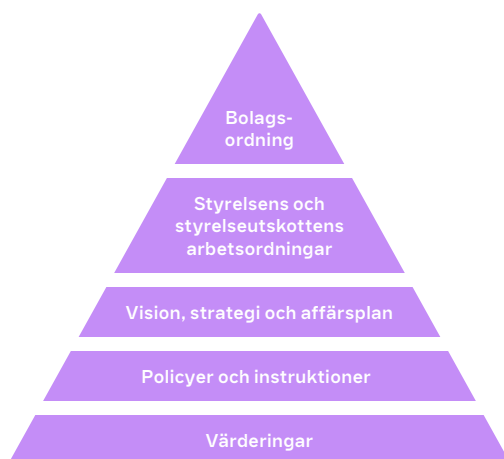 Bolags-
ordning
Styrelsens och
styrelseutskottens
arbetsordningar
Vision, strategi och affärsplan
Policyer och instruktioner
Värderingar